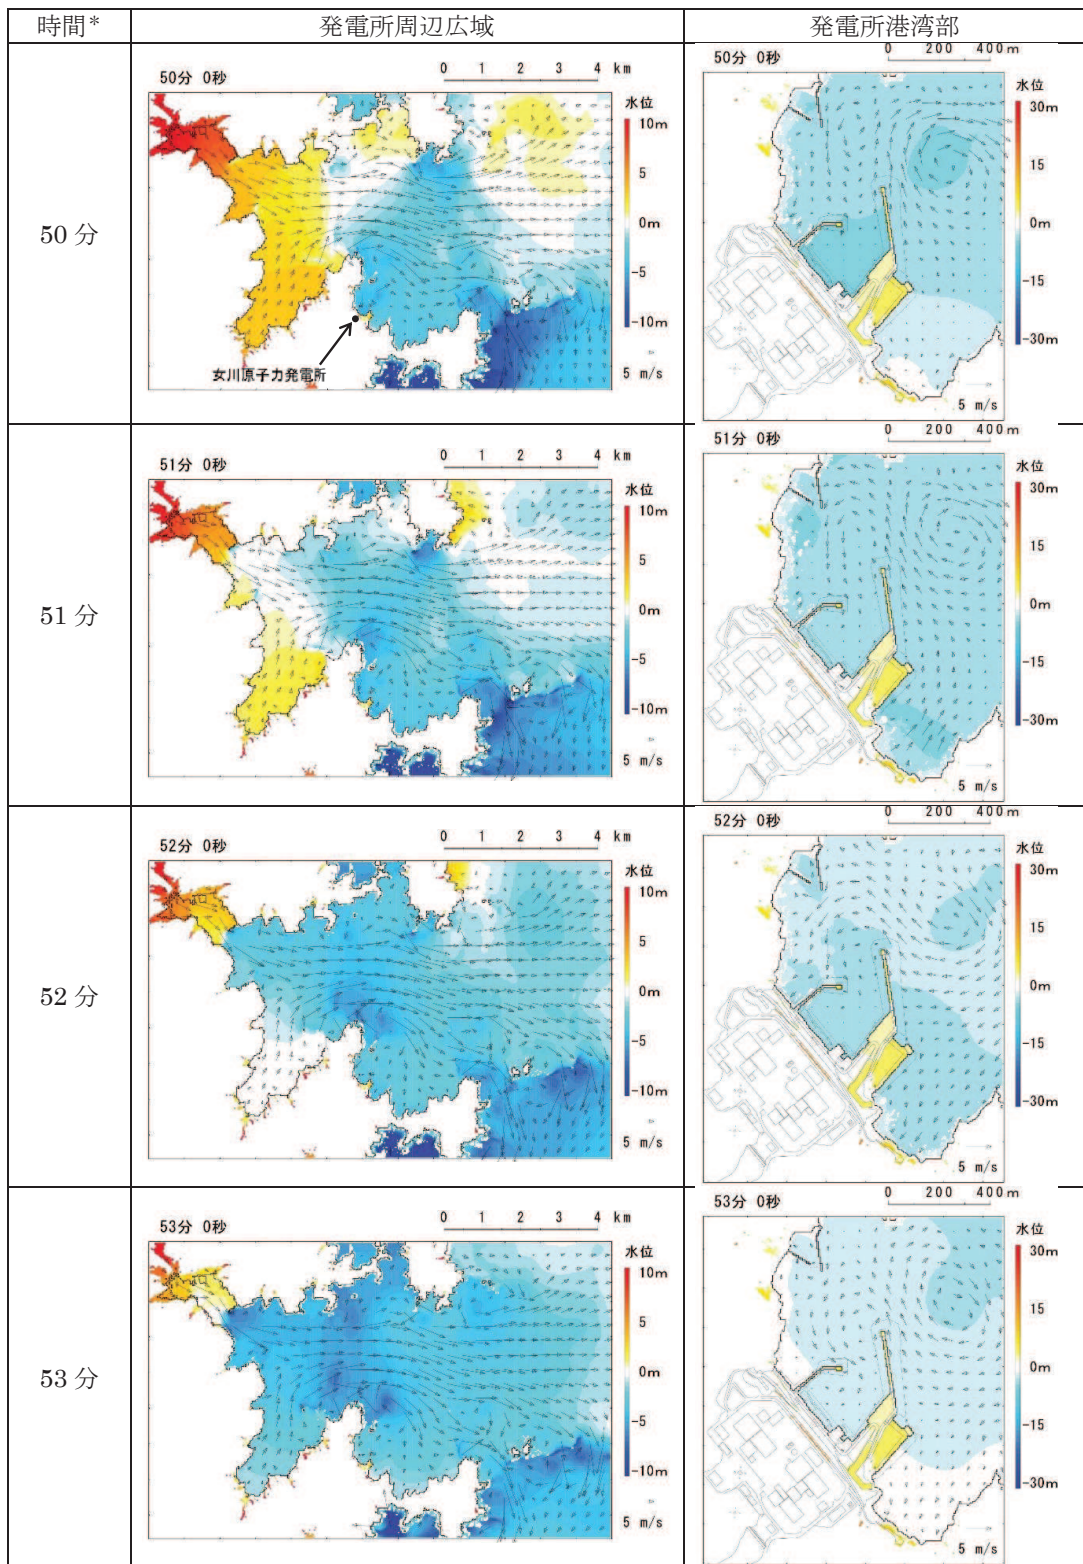 時間*
発電所周辺広域
発電所港湾部
50分
50分 0秒
0 1 2 3 4 km
水位
10m
5
0m
-5
-10m
5 m/s
女川原子力発電所
50分 0秒
0 200 400m
水位
30m
15
0m
-15
-30m
5 m/s
51分
51分 0秒
0 1 2 3 4 km
水位
10m
5
0m
-5
-10m
5 m/s
51分 0秒
0 200 400m
水位
30m
15
0m
-15
-30m
5 m/s
52分
52分 0秒
0 1 2 3 4 km
水位
10m
5
0m
-5
-10m
5 m/s
52分 0秒
0 200 400m
水位
30m
15
0m
-15
-30m
5 m/s
53分
53分 0秒
0 1 2 3 4 km
水位
10m
5
0m
-5
-10m
5 m/s
53分 0秒
0 200 400m
水位
30m
15
0m
-15
-30m
5 m/s